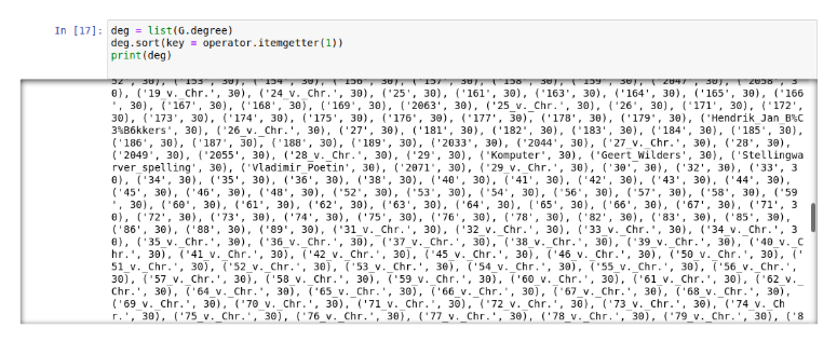 In [17]: deg = list(G.degree)
deg.sort(key = operator.itemgetter(1))
print(deg)
52', 30), ('153', 30), ('154', 30), ('156', 30), ('157', 30), ('158', 30), ('159', 30), ('2047', 30), ('2058', 3
0), ('19_v._Chr.', 30), ('24_v._Chr.', 30), ('25', 30), ('161', 30), ('163', 30), ('164', 30), ('165', 30), ('166
', 30), ('167', 30), ('168', 30), ('169', 30), ('2063', 30), ('25_v._Chr.', 30), ('26', 30), ('171', 30), ('172',
30), ('173', 30), ('174', 30), ('175', 30), ('176', 30), ('177', 30), ('178', 30), ('179', 30), ('Hendrik_Jan_B%C
3%B6kkers', 30), ('26_v._Chr.', 30), ('27', 30), ('181', 30), ('182', 30), ('183', 30), ('184', 30), ('185', 30),
('186', 30), ('187', 30), ('188', 30), ('189', 30), ('2033', 30), ('2044', 30), ('27_v._Chr.', 30), ('28', 30),
('2049', 30), ('2055', 30), ('28_v._Chr.', 30), ('29', 30), ('Komputer', 30), ('Geert_Wilders', 30), ('Stellingwa
rver_spelling', 30), ('Vladimir_Poetin', 30), ('2071', 30), ('29_v._Chr.', 30), ('30', 30), ('32', 30), ('33', 3
0), ('34', 30), ('35', 30), ('36', 30), ('38', 30), ('40', 30), ('41', 30), ('42', 30), ('43', 30), ('44', 30),
('45', 30), ('46', 30), ('48', 30), ('52', 30), ('53', 30), ('54', 30), ('56', 30), ('57', 30), ('58', 30), ('59
', 30), ('60', 30), ('61', 30), ('62', 30), ('63', 30), ('64', 30), ('65', 30), ('66', 30), ('67', 30), ('71', 3
0), ('72', 30), ('73', 30), ('74', 30), ('75', 30), ('76', 30), ('78', 30), ('82', 30), ('83', 30), ('85', 30),
('86', 30), ('88', 30), ('89', 30), ('31_v._Chr.', 30), ('32_v._Chr.', 30), ('33_v._Chr.', 30), ('34_v._Chr.', 3
0), ('35_v._Chr.', 30), ('36_v._Chr.', 30), ('37_v._Chr.', 30), ('38_v._Chr.', 30), ('39_v._Chr.', 30), ('40_v._C
hr.', 30), ('41_v._Chr.', 30), ('42_v._Chr.', 30), ('45_v._Chr.', 30), ('46_v._Chr.', 30), ('50_v._Chr.', 30), ('
51_v._Chr.', 30), ('52_v._Chr.', 30), ('53_v._Chr.', 30), ('54_v._Chr.', 30), ('55_v._Chr.', 30), ('56_v._Chr.',
30), ('57_v._Chr.', 30), ('58_v._Chr.', 30), ('59_v._Chr.', 30), ('60_v._Chr.', 30), ('61_v._Chr.', 30), ('62_v._
Chr.', 30), ('64_v._Chr.', 30), ('65_v._Chr.', 30), ('66_v._Chr.', 30), ('67_v._Chr.', 30), ('68_v._Chr.', 30),
('69_v._Chr.', 30), ('70_v._Chr.', 30), ('71_v._Chr.', 30), ('72_v._Chr.', 30), ('73_v._Chr.', 30), ('74_v._Ch
r.', 30), ('75_v._Chr.', 30), ('76_v._Chr.', 30), ('77_v._Chr.', 30), ('78_v._Chr.', 30), ('79_v._Chr.', 30), ('8